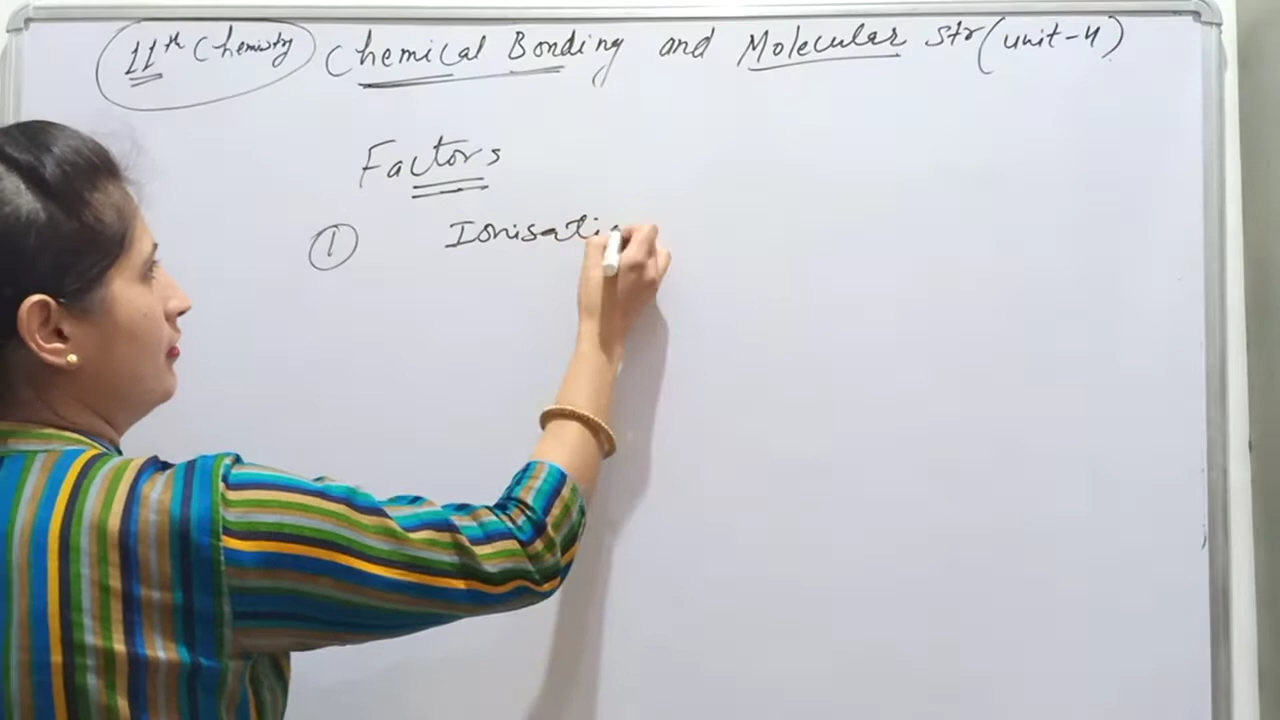 11th Chemistry Chemical Bonding and Molecular Str (unit-4)
Factors
① Ionisati